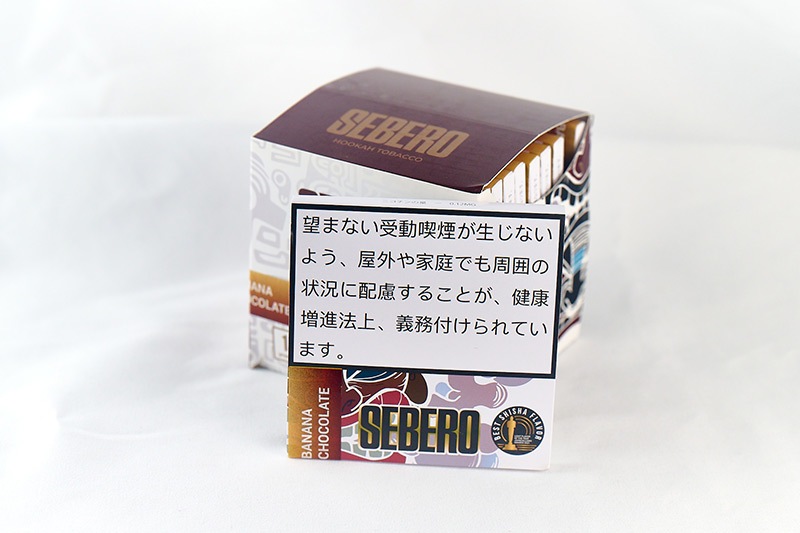 SEBERO
HOOKAH TOBACCO
ANA
OCOLATE
望まない受動喫煙が生じない
よう、屋外や家庭でも周囲の
状況に配慮することが、健康
増進法上、義務付けられてい
ます。
BANANA
CHOCOLATE
SEBERO
BEST SHISHA FLAVOR